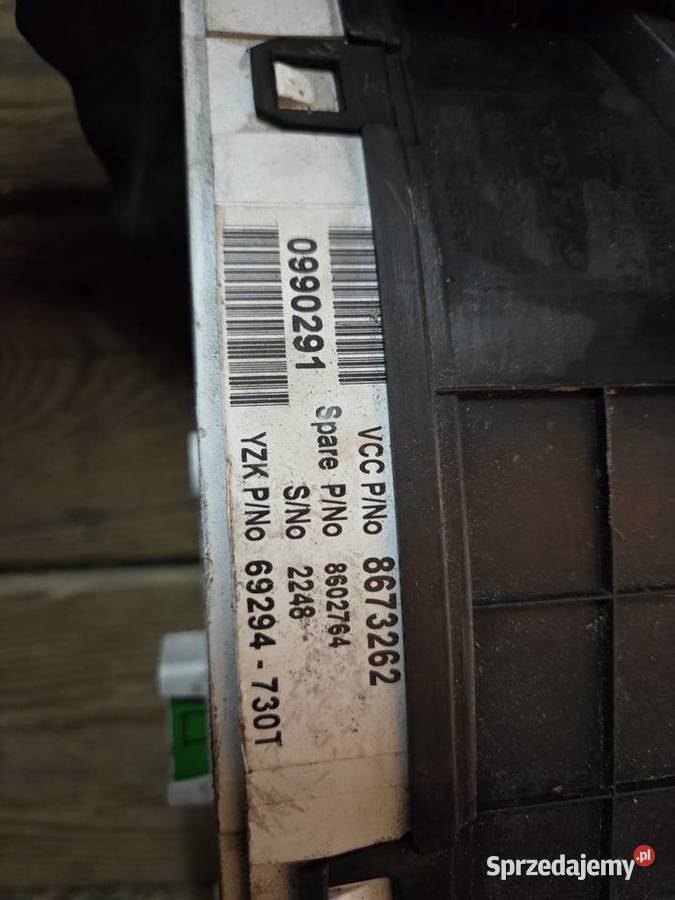 VCC P/No 8673262
Spare P/No 8602764
0990291
S/No 2248
YZK P/No 69294-730T
Sprzedajemy.pl